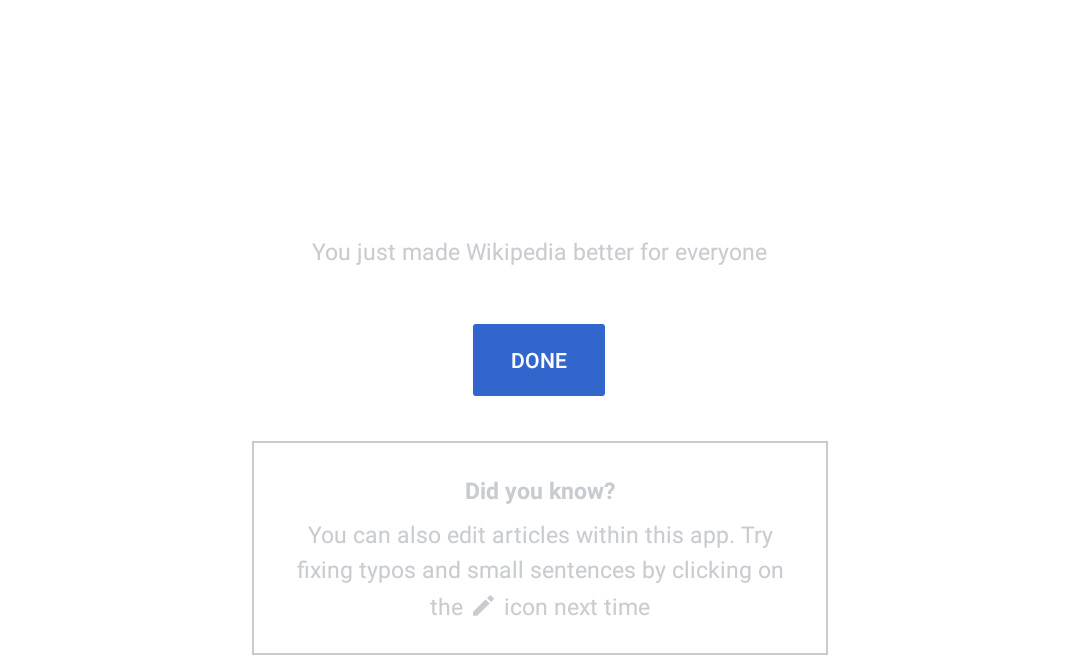 You just made Wikipedia better for everyone
DONE
Did you know?
You can also edit articles within this app. Try
fixing typos and small sentences by clicking on
the icon next time